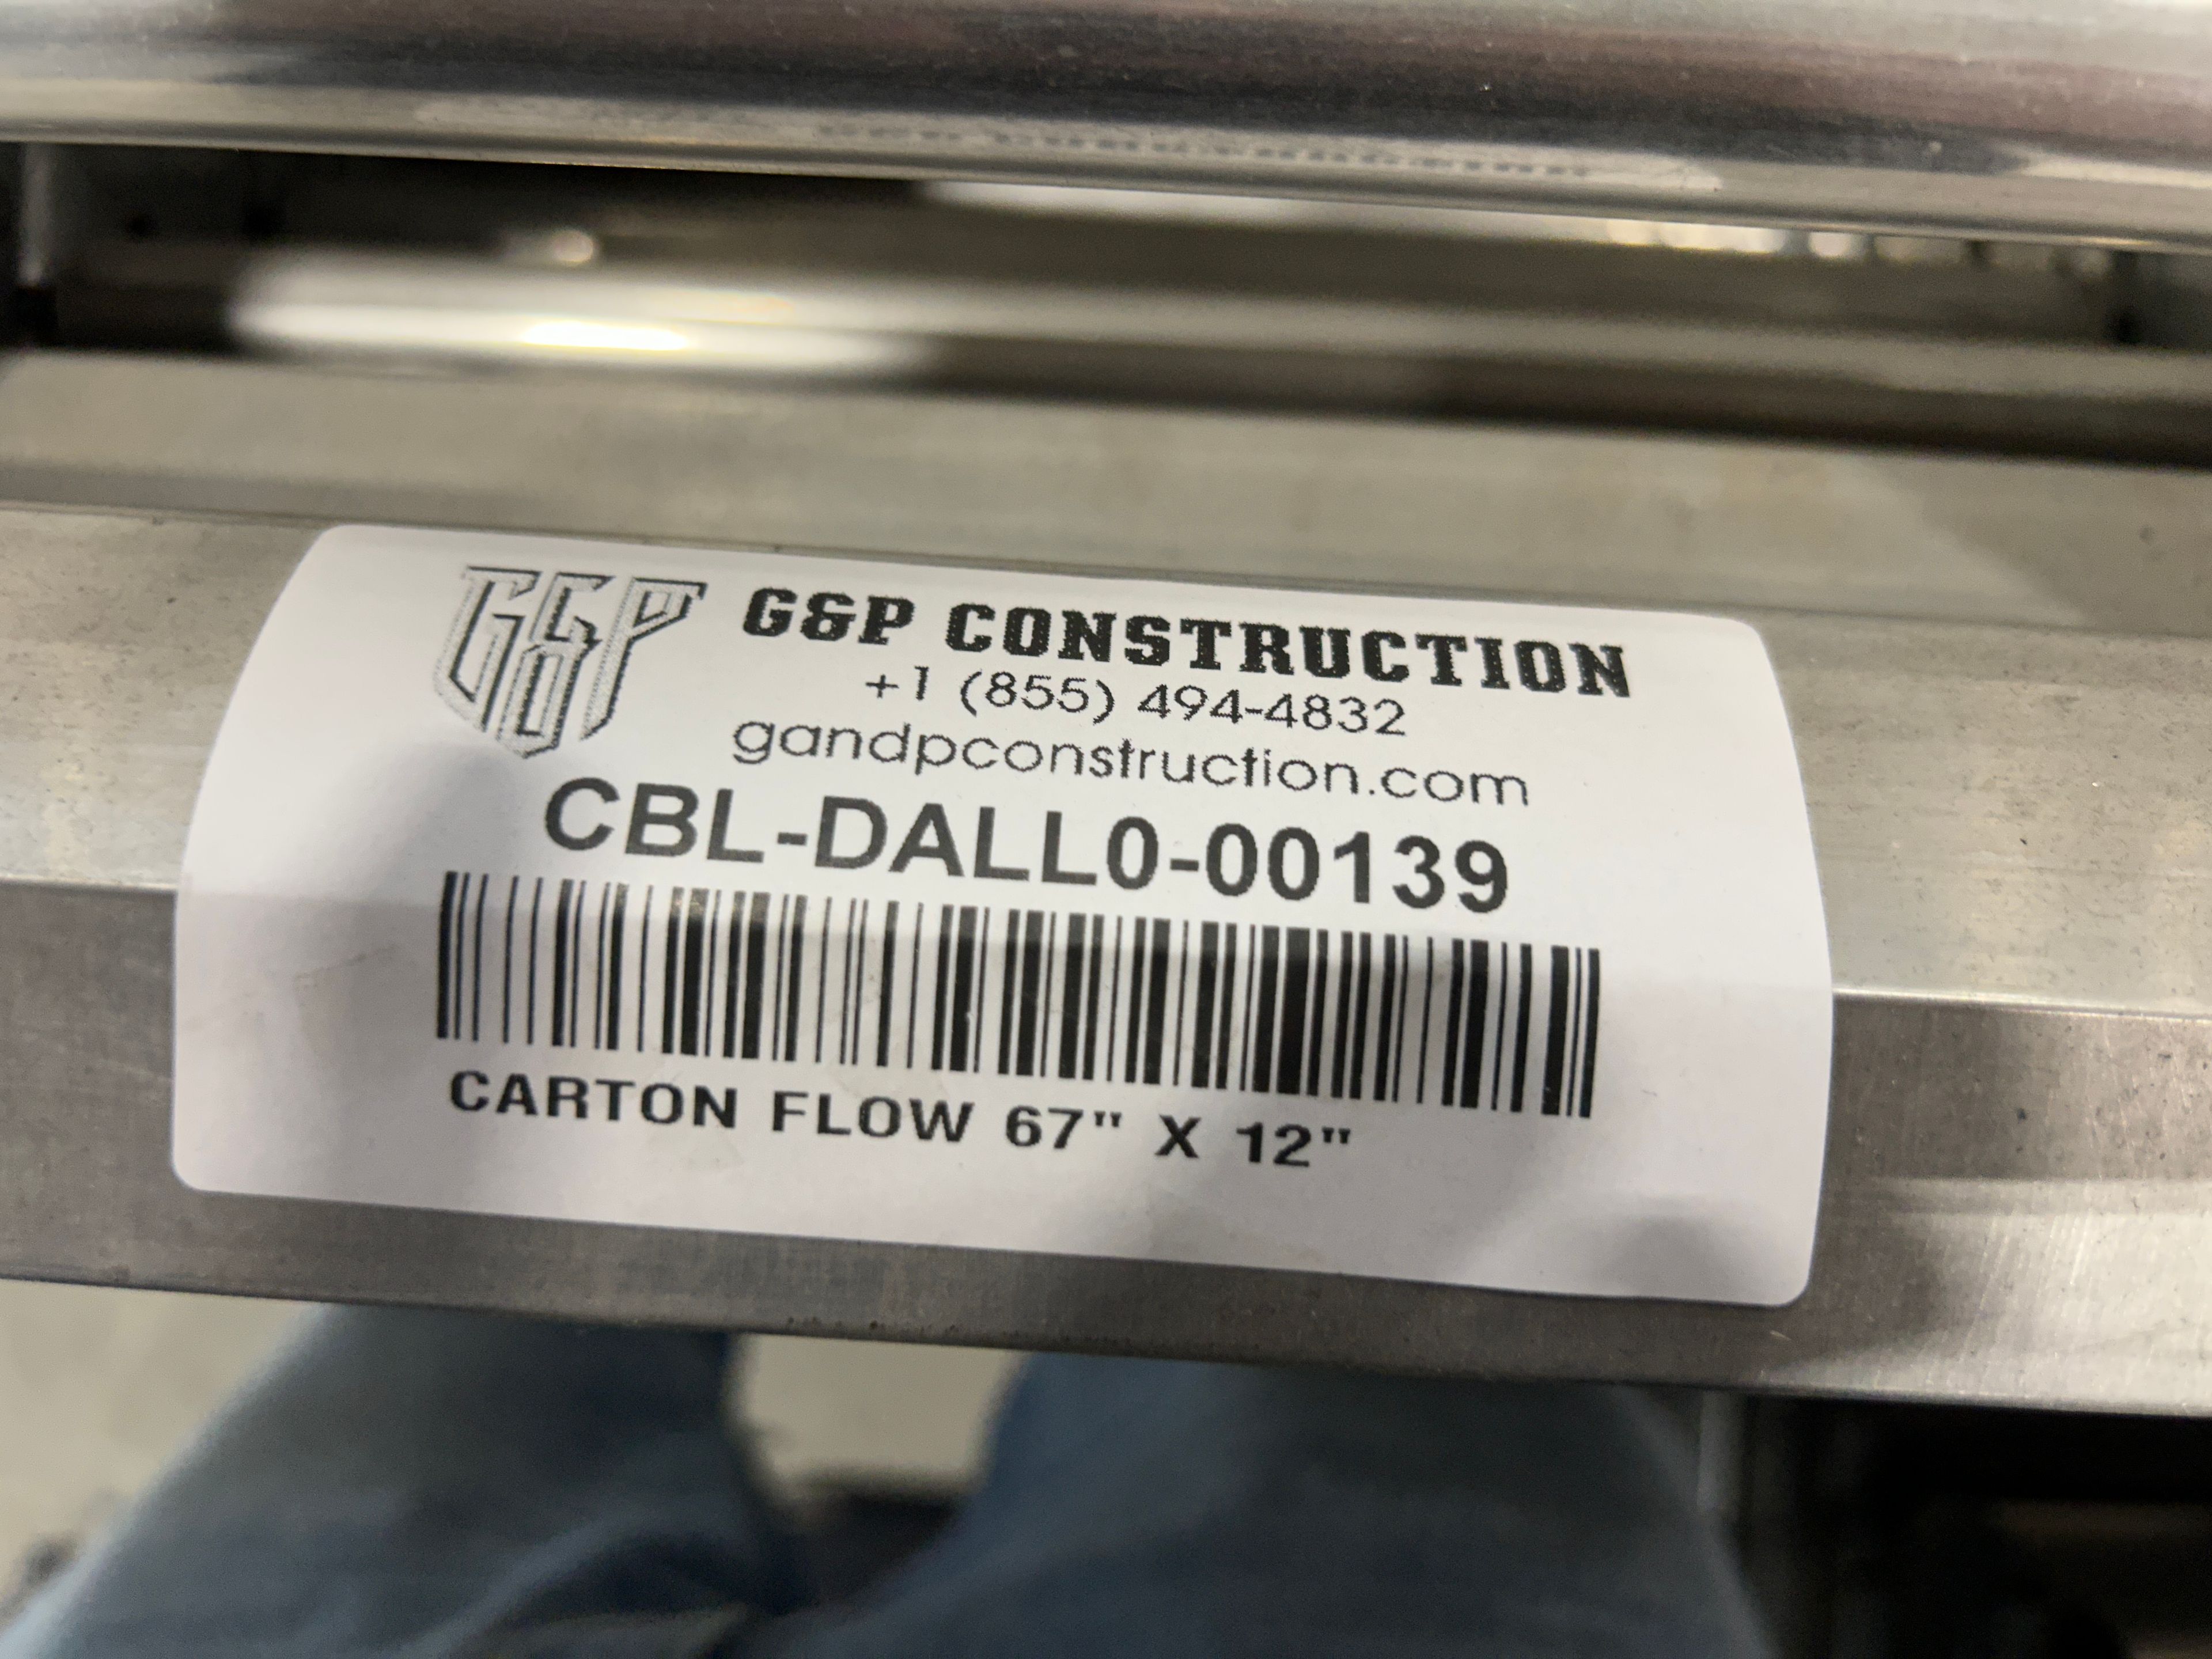 G&P
G&P CONSTRUCTION
+1 (855) 494-4832
gandpconstruction.com
CBL-DALL0-00139
CARTON FLOW 67" X 12"